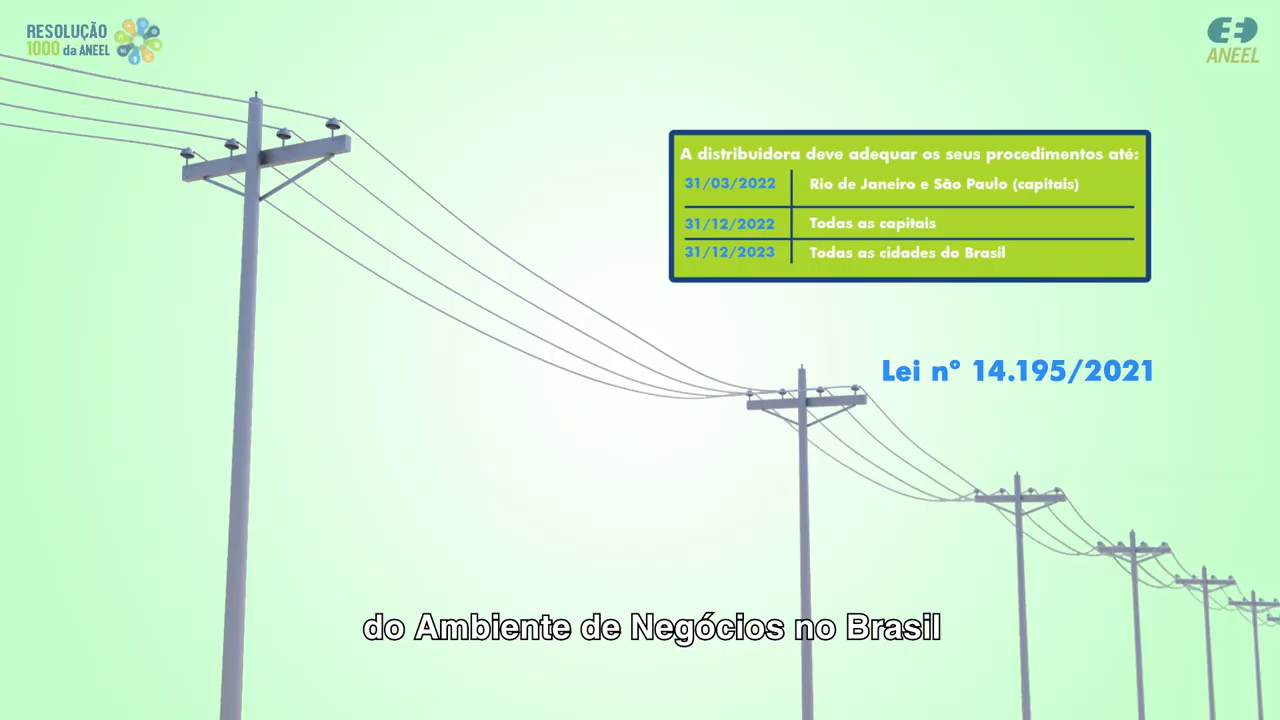 RESOLUÇÃO
1000 da ANEEL
ANEEL
A distribuidora deve adequar os seus procedimentos até:
31/03/2022 Rio de Janeiro e São Paulo (capitais)
31/12/2022 Todas as capitais
31/12/2023 Todas as cidades do Brasil
Lei nº 14.195/2021
do Ambiente de Negócios no Brasil